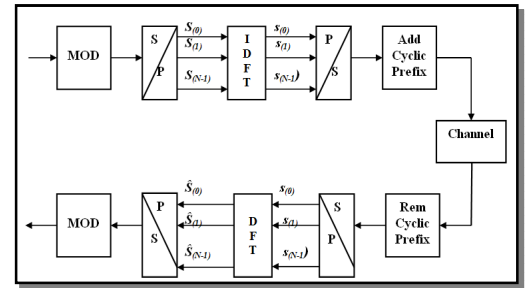 MOD
S
P
S(0)
S(1)
S(N-1)
I
D
F
T
s(0)
s(1)
s(N-1)
P
S
Add
Cyclic
Prefix
Channel
MOD
P
S
Ŝ(0)
Ŝ(1)
Ŝ(N-1)
D
F
T
s(0)
s(1)
s(N-1)
S
P
Rem
Cyclic
Prefix